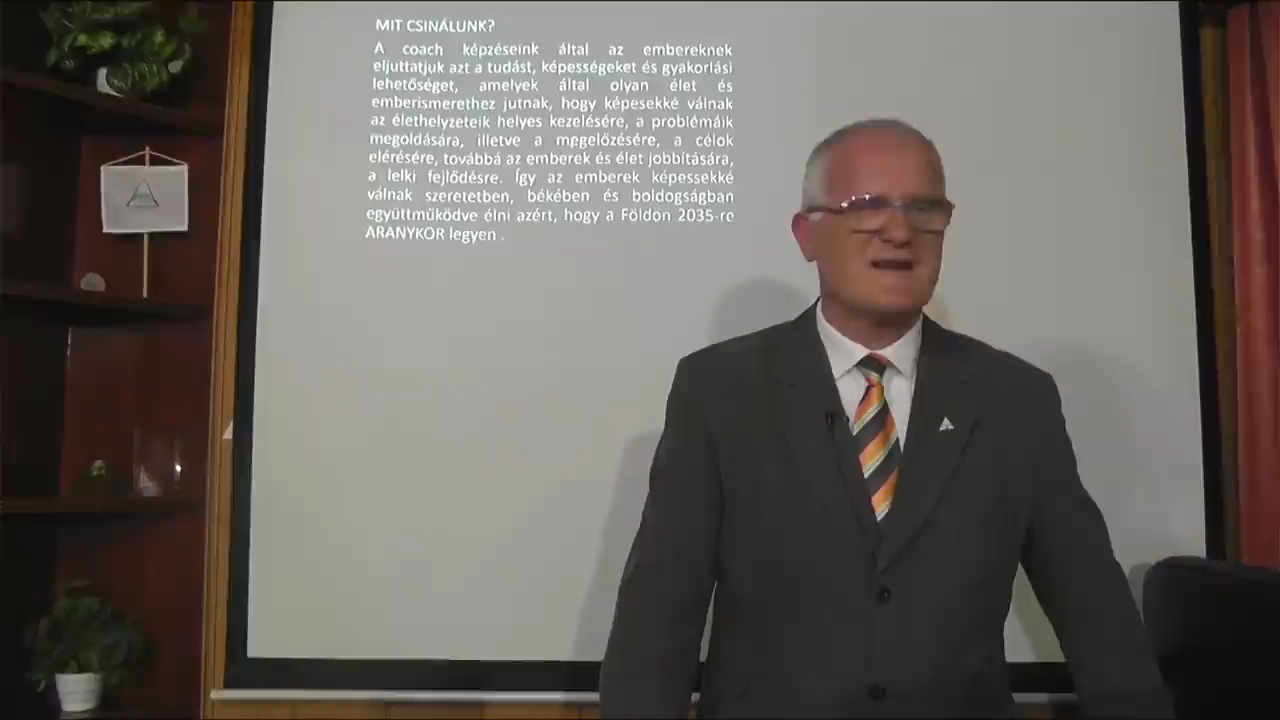 MIT CSINÁLUNK?
A coach képzéseink által az embereknek
eljuttatjuk azt a tudást, képességeket és gyakorlási
lehetőséget, amelyek által olyan élet és
emberismerethez jutnak, hogy képesekké válnak
az élethelyzeteik helyes kezelésére, a problémáik
megoldására, illetve a megelőzésére, a célok
elérésére, továbbá az emberek és élet jobbítására,
a lelki fejlődésre. Így az emberek képessekké
válnak szeretetben, békében és boldogságban
együttműködve élni azért, hogy a Földön 2035-re
ARANYKOR legyen .